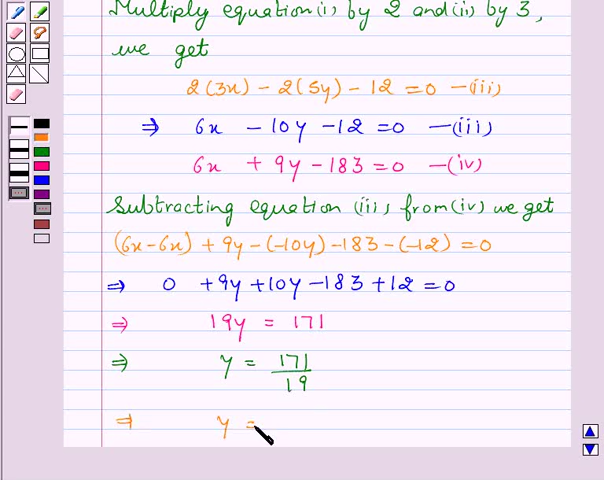 Multiply equation (i) by 2 and (ii) by 3,
we get
2(3x) - 2(5y) - 12 = 0 - (iii)
⇒ 6x - 10y - 12 = 0 - (iii)
6x + 9y - 183 = 0 - (iv)
Subtracting equation (iii) from (iv) we get
(6x - 6x) + 9y - (-10y) - 183 - (-12) = 0
⇒ 0 + 9y + 10y - 183 + 12 = 0
⇒ 19y = 171
⇒ y = 171/19
⇒ y =